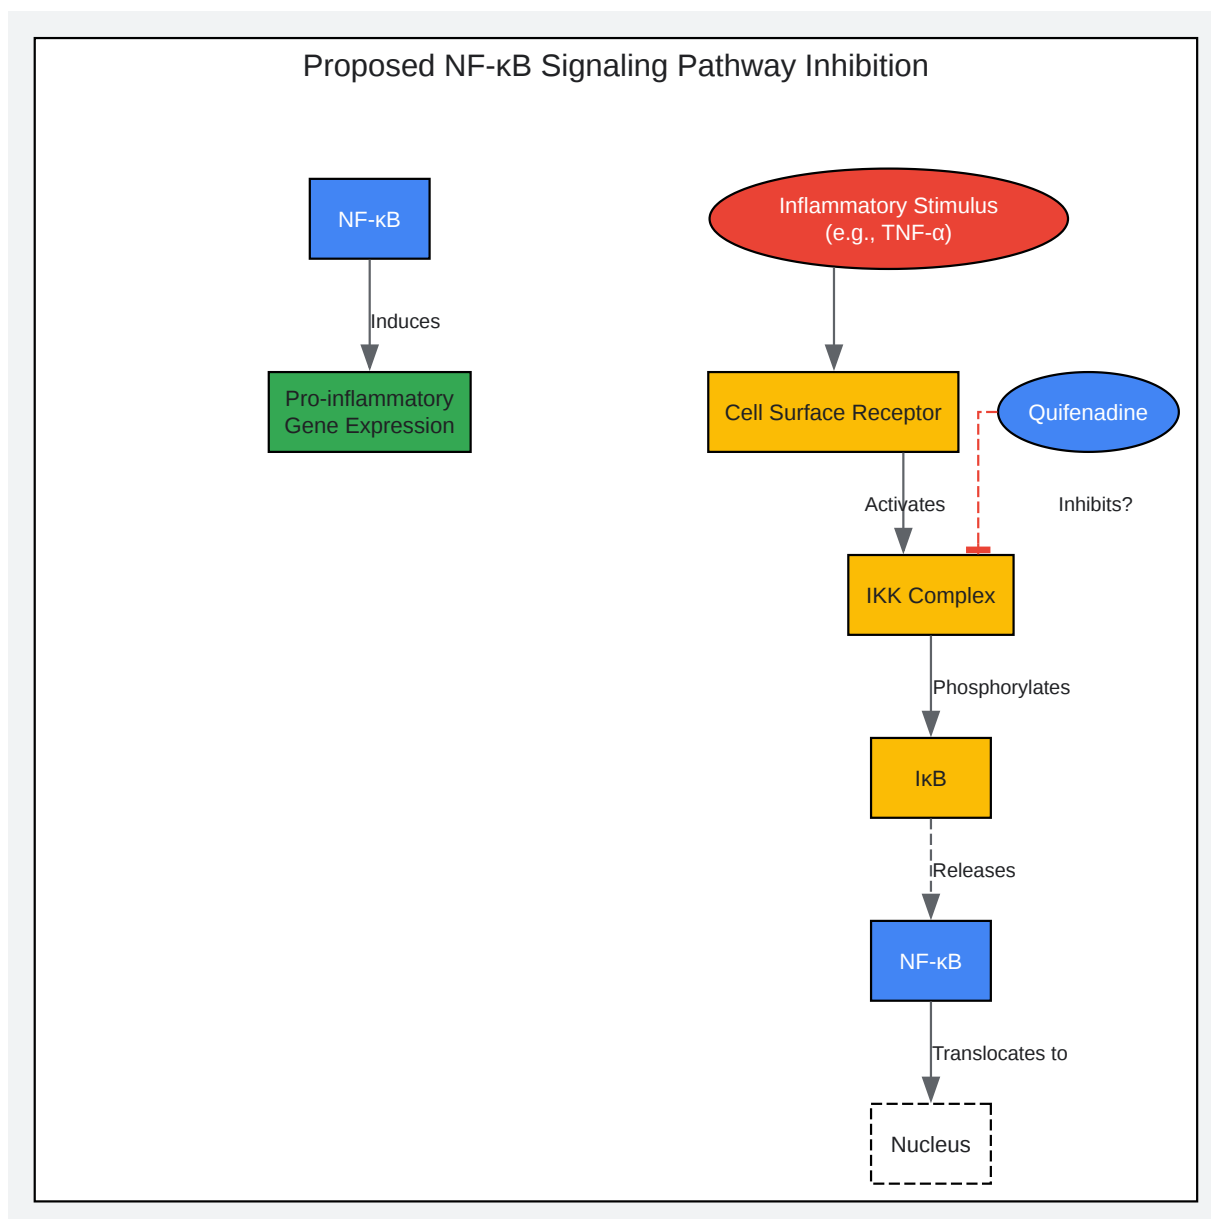 Proposed NF-κB Signaling Pathway Inhibition
NF-κB
Induces
Pro-inflammatory
Gene Expression
Inflammatory Stimulus
(e.g., TNF-α)
Cell Surface Receptor
Quifenadine
Activates
Inhibits?
IKK Complex
Phosphorylates
IκB
Releases
NF-κB
Translocates to
Nucleus